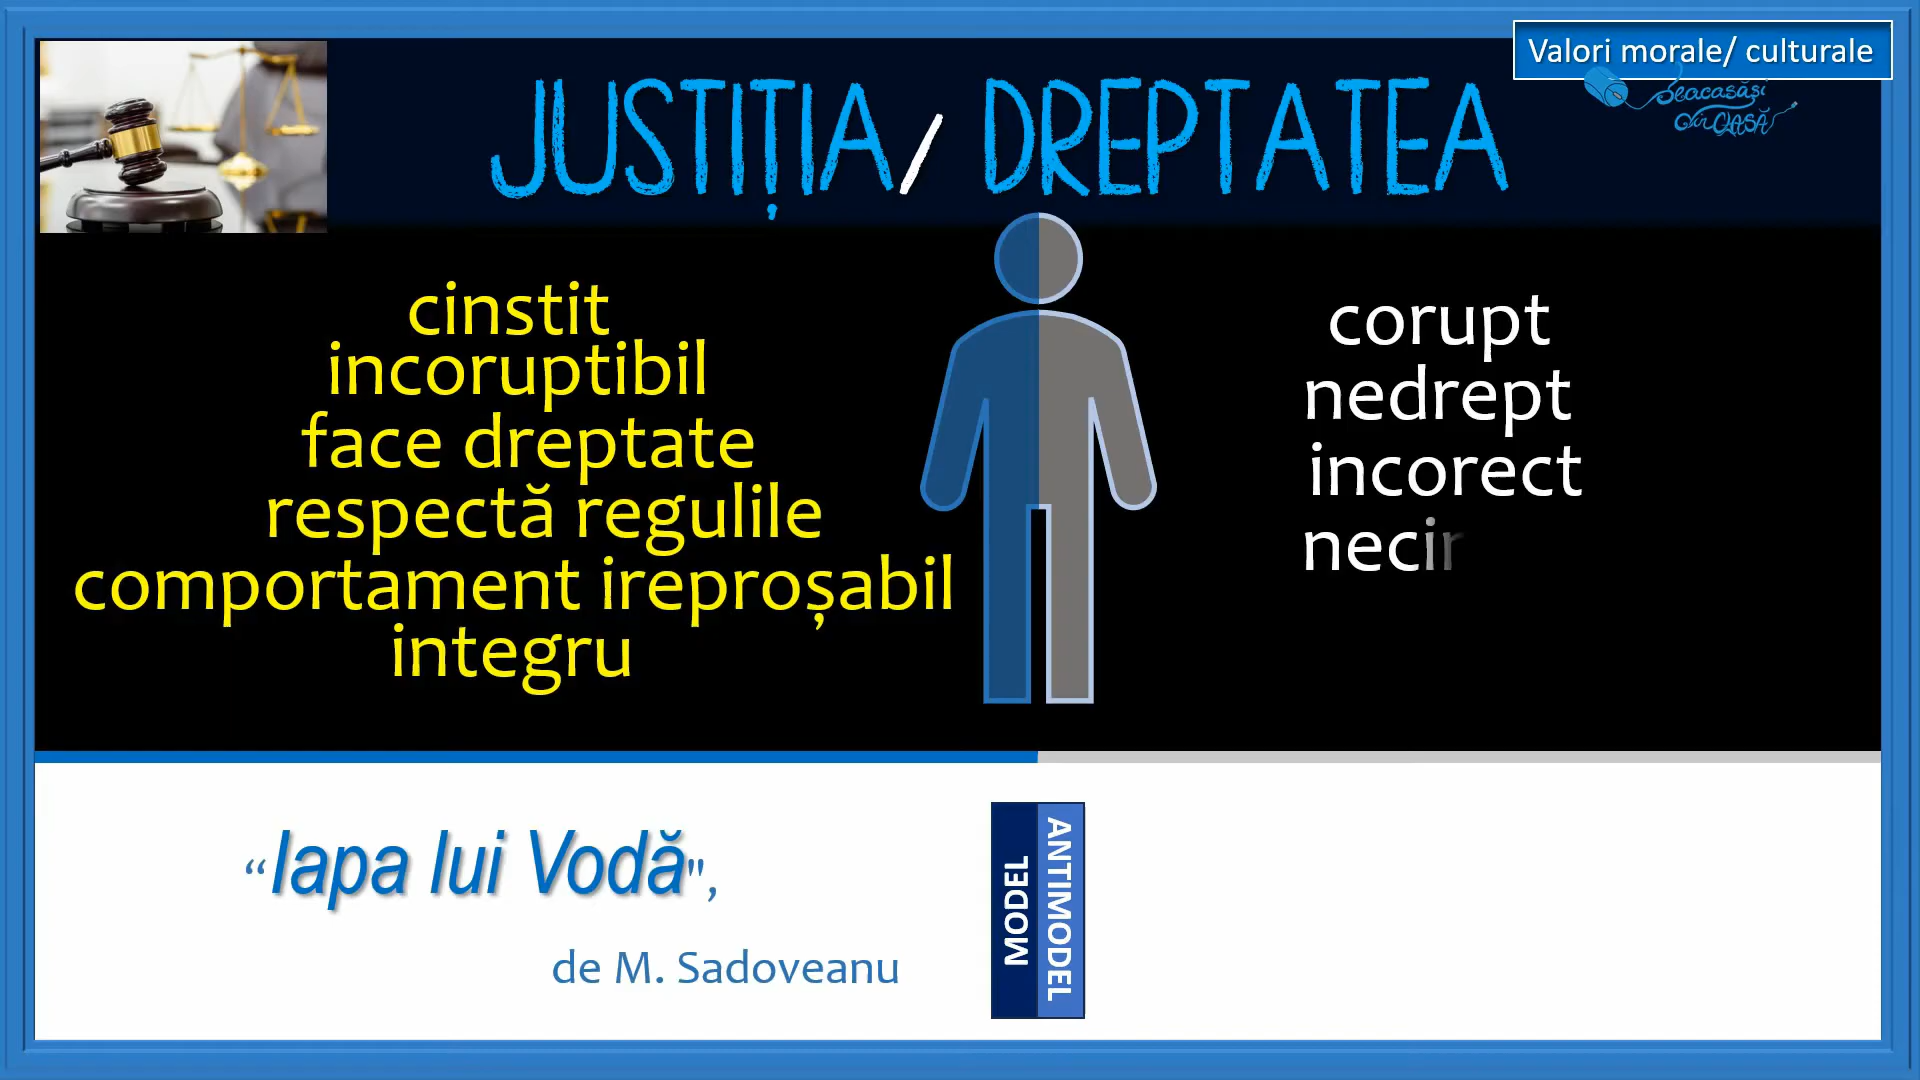 Valori morale/ culturale
JUSTIȚIA/ DREPTATEA
cinstit
incoruptibil
face dreptate
respectă regulile
comportament ireproșabil
integru
corupt
nedrept
incorect
“Iapa lui Vodă",
de M. Sadoveanu
MODEL
ANTIMODEL